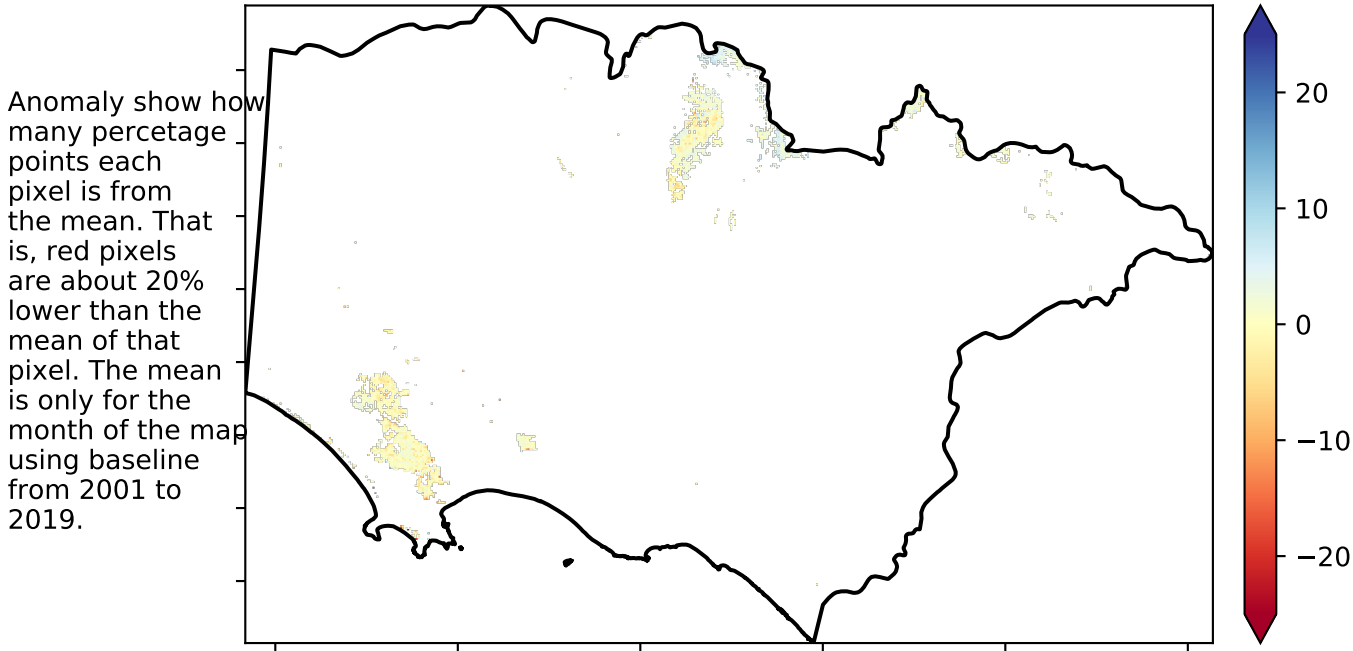 Anomaly show how
many percetage
points each
pixel is from
the mean. That
is, red pixels
are about 20%
lower than the
mean of that
pixel. The mean
is only for the
month of the map
using baseline
from 2001 to
2019.
20
10
0
−10
−20